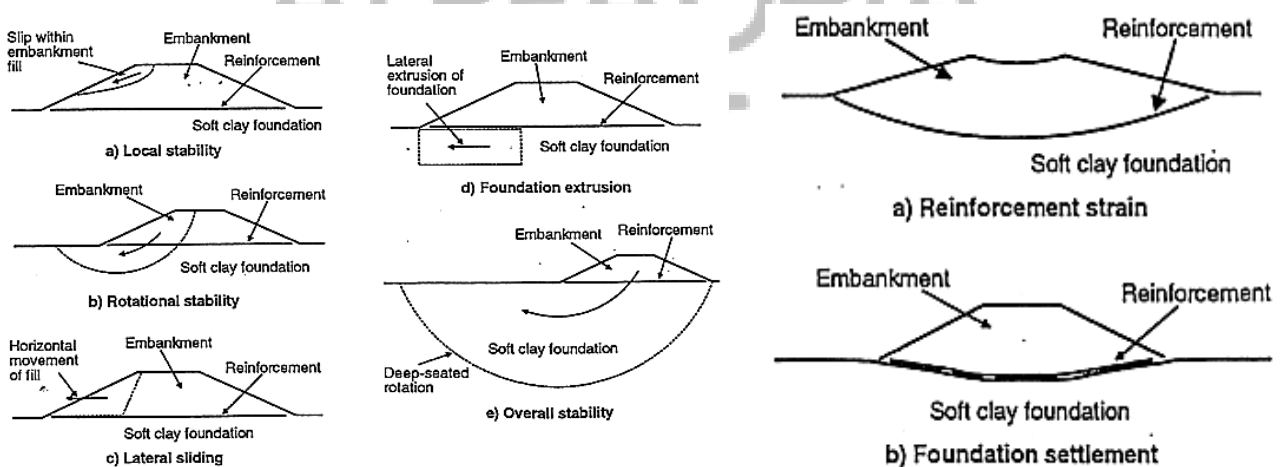 Slip within
embankment
fill
Embankment
Reinforcement
Soft clay foundation
a) Local stability
Embankment
Reinforcement
Soft clay foundation
b) Rotational stability
Horizontal
movement
of fill
Embankment
Reinforcement
Soft clay foundation
c) Lateral sliding
Lateral
extrusion of
foundation
Embankment
Reinforcement
Soft clay foundation
d) Foundation extrusion
Embankment
Reinforcement
Soft clay foundation
Deep-seated
rotation
e) Overall stability
Embankment
Reinforcement
Soft clay foundation
a) Reinforcement strain
Embankment
Reinforcement
Soft clay foundation
b) Foundation settlement